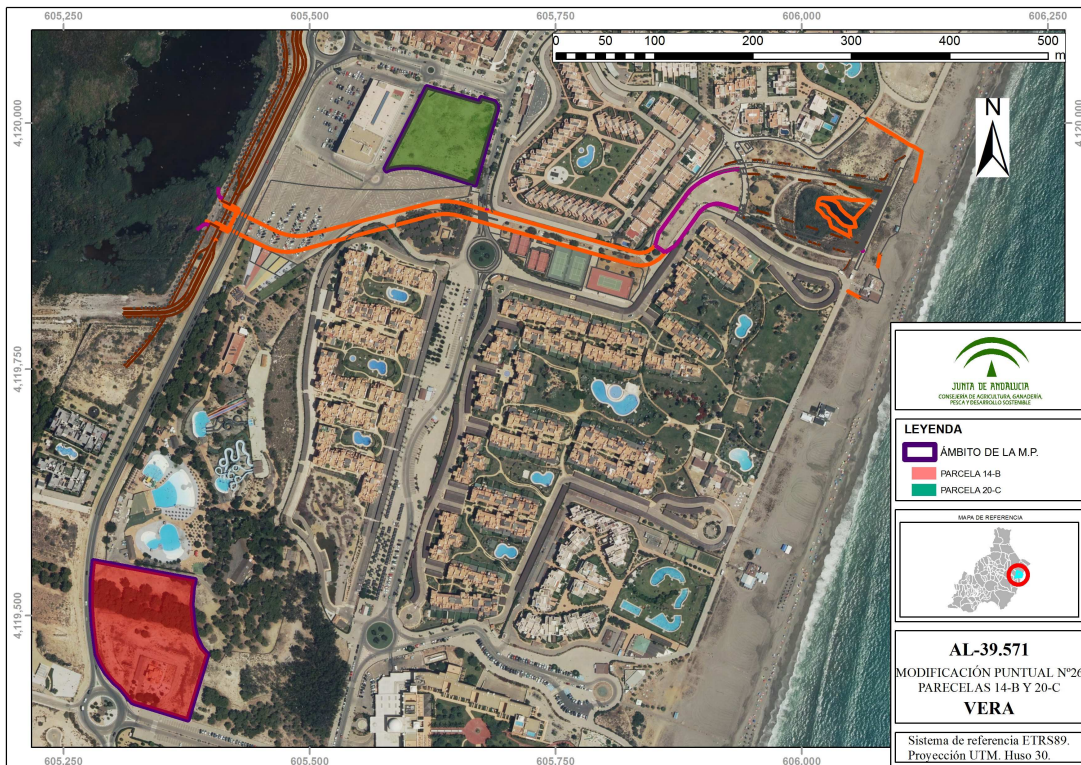 605,250 605,500 605,750 606,000 606,250
0 50 100 200 300 400 500
m
N
4,120,000 4,120,000
4,119,750
4,119,500
JUNTA DE ANDALUCIA
CONSEJERÍA DE AGRICULTURA, GANADERÍA,
PESCA Y DESARROLLO SOSTENIBLE
LEYENDA
ÁMBITO DE LA M.P.
PARCELA 14-B
PARCELA 20-C
MAPA DE REFERENCIA
AL-39.571
MODIFICACIÓN PUNTUAL Nº26
PARECELAS 14-B Y 20-C
VERA
Sistema de referencia ETRS89.
Proyección UTM. Huso 30.
605,250 605,500 605,750 606,000